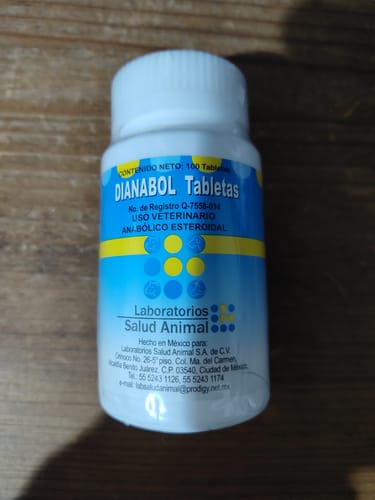 CONTENIDO NETO: 100 Tabletas
DIANABOL Tabletas
No. de Registro Q-7558-014
USO VETERINARIO
ANABÓLICO ESTEROIDAL
Laboratorios
Salud Animal
Hecho en México para:
Laboratorios Salud Animal S.A. de C.V.
Orinoco No. 26-5° piso. Col. Ma. del Carmen,
Alcaldía Benito Juárez. C.P. 03540, Ciudad de México.
Tel.: 55 5243 1126, 55 5243 1174
e-mail: labsaludanimal@prodigy.net.mx